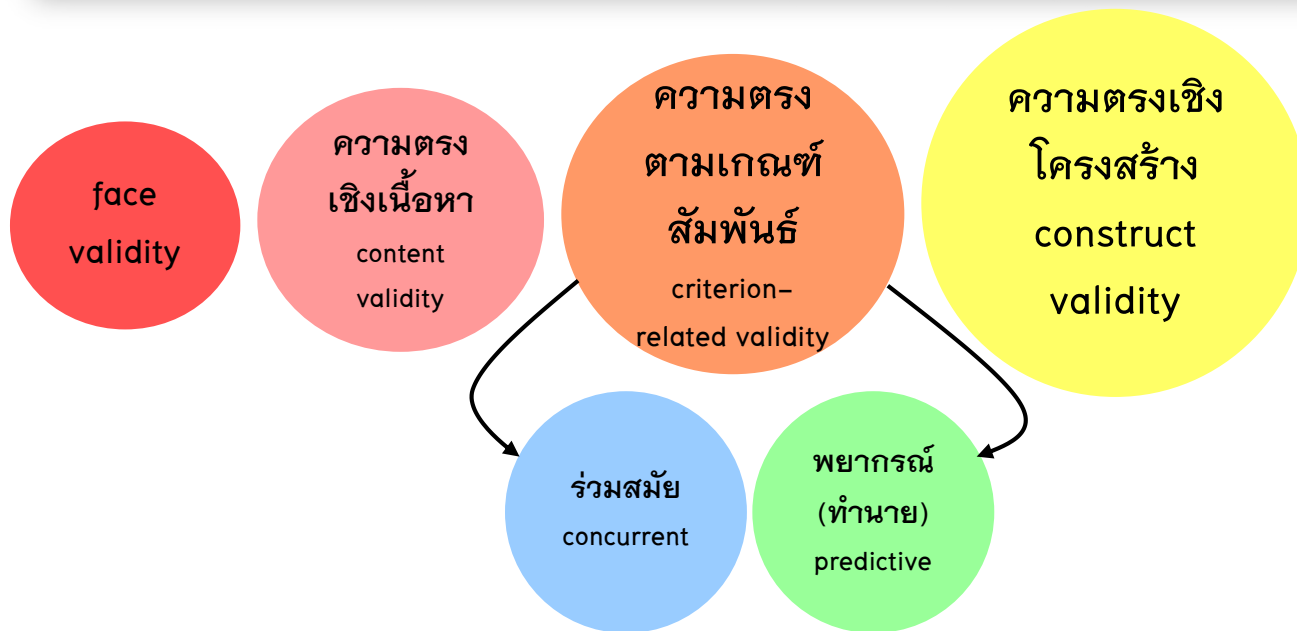 face
validity
ความตรง
เชิงเนื้อหา
content
validity
ความตรง
ตามเกณฑ์
สัมพันธ์
criterion-
related validity
ความตรงเชิง
โครงสร้าง
construct
validity
ร่วมสมัย
concurrent
พยากรณ์
(ทำนาย)
predictive